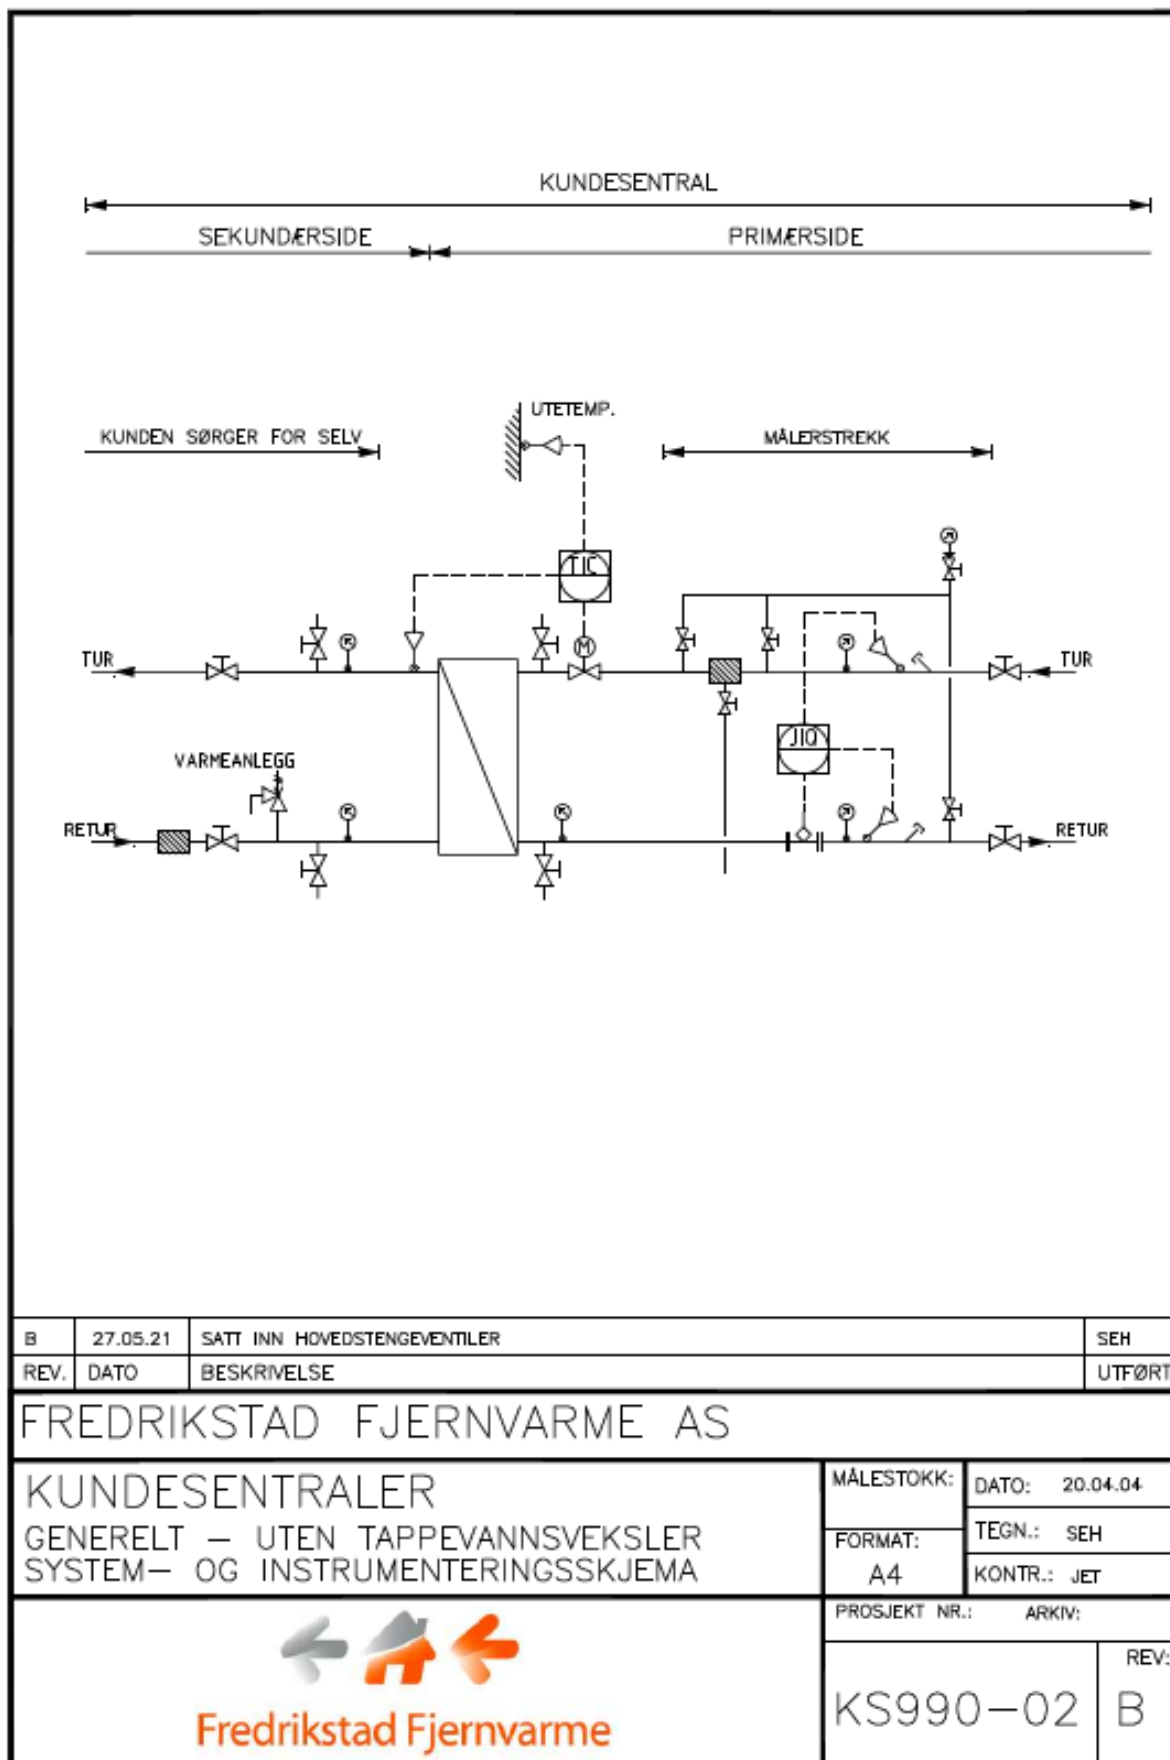 KUNDESENTRAL
SEKUNDÆRSIDE
PRIMÆRSIDE
UTETEMP.
KUNDEN SØRGER FOR SELV
MÅLERSTREKK
TIC
M
TUR
TUR
JIQ
VARMEANLEGG
RETUR
RETUR
B 27.05.21 SATT INN HOVEDSTENGEVENTILER SEH
REV. DATO BESKRIVELSE UTFØRT
FREDRIKSTAD FJERNVARME AS
KUNDESENTRALER
GENERELT – UTEN TAPPEVANNSVEKSLER
SYSTEM– OG INSTRUMENTERINGSSKJEMA
MÅLESTOKK:
DATO: 20.04.04
FORMAT:
A4
TEGN.: SEH
KONTR.: JET
PROSJEKT NR.: ARKIV:
REV:
KS990–02 B
Fredrikstad Fjernvarme